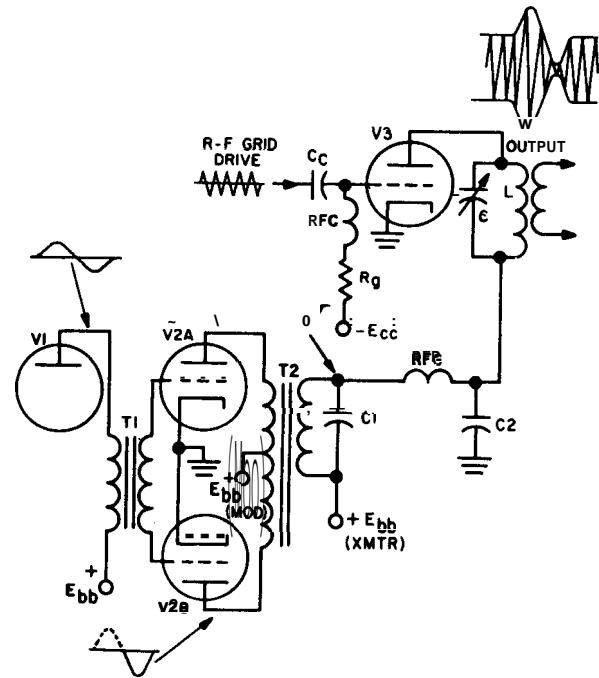 W
V3
OUTPUT
R-F GRID
DRIVE
Cc
L
C
RFC
Rg
-Ecc
O
V1
V2A
T2
RFC
T1
C1
C2
+
Ebb
(MOD)
+ Ebb
(XMTR)
+
Ebb
V2B